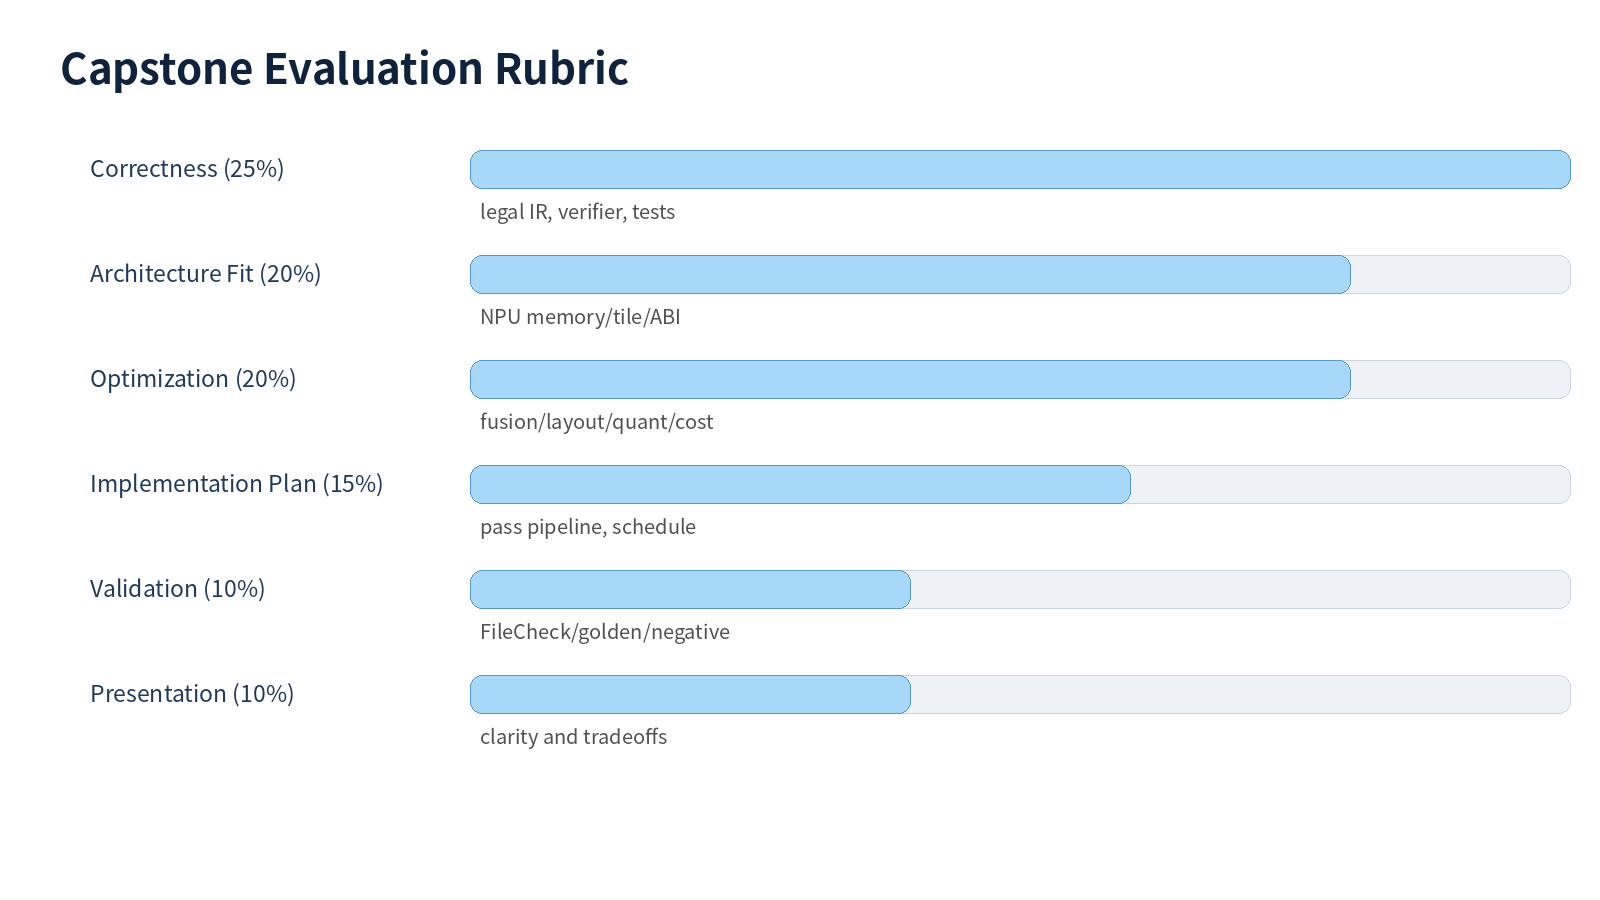 Capstone Evaluation Rubric
Correctness (25%)
legal IR, verifier, tests
Architecture Fit (20%)
NPU memory/tile/ABI
Optimization (20%)
fusion/layout/quant/cost
Implementation Plan (15%)
pass pipeline, schedule
Validation (10%)
FileCheck/golden/negative
Presentation (10%)
clarity and tradeoffs